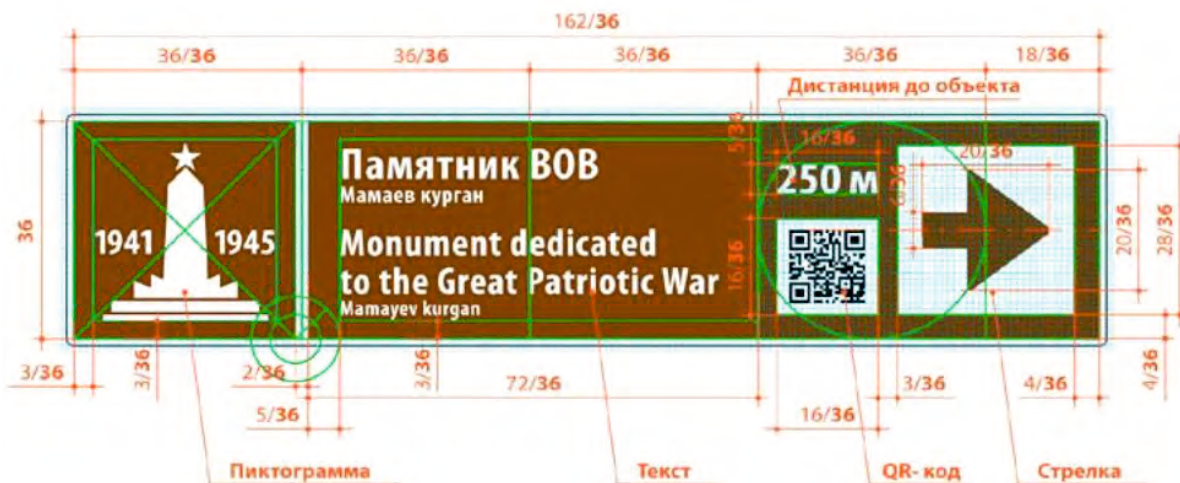 162/36
36/36
36/36
36/36
36/36
18/36
Дистанция до объекта
36
5/36
16/36
20/36
6/36
Памятник ВОВ
Мамаев курган
250 м
1941
1945
Monument dedicated
to the Great Patriotic War
Mamayev kurgan
16/36
20/36
28/36
3/36
3/36
2/36
3/36
72/36
3/36
4/36
4/36
5/36
16/36
Пиктограмма
Текст
QR- код
Стрелка